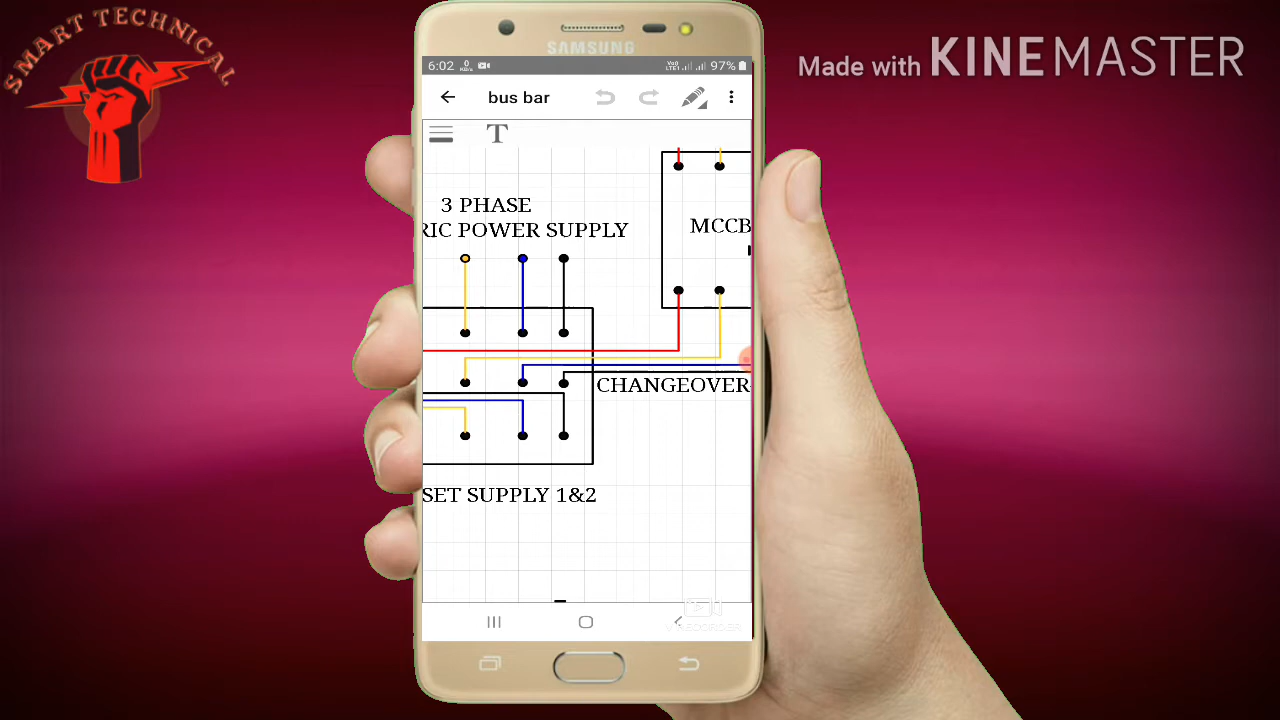 SMART TECHNICAL
Made with KINEMASTER
SAMSUNG
6:02
97%
bus bar
T
3 PHASE
RIC POWER SUPPLY
MCCB
CHANGEOVER
SET SUPPLY 1&2